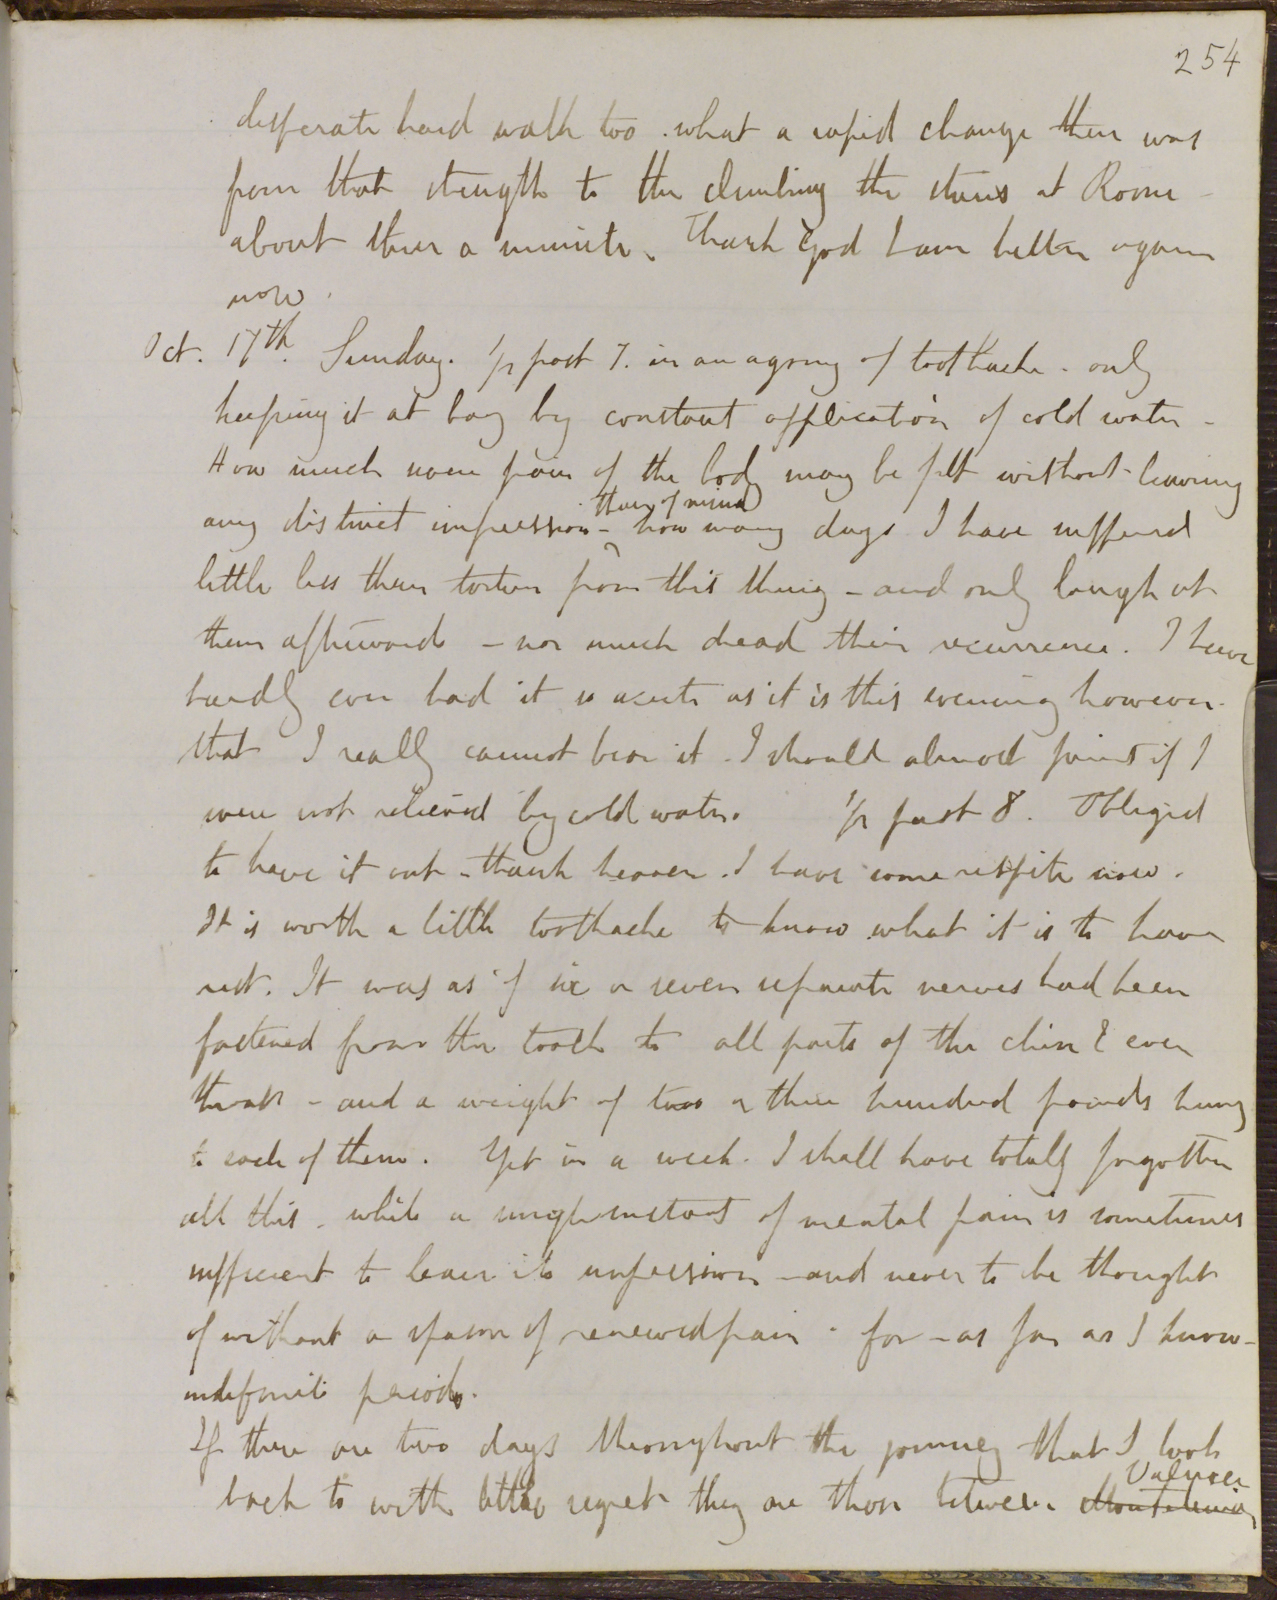 254
desperate hard walk too. what a rapid change there was
from that strength to the climbing the stairs at Rome -
about three a minute. Thank God I am better again
now.
Oct. 17th. Sunday. 1/2 past 7. in an agony of toothache - only
keeping it at bay by constant application of cold water -
How much more pain of the body may be felt without leaving
than of mind
any distinct impression - how many days I have suffered
little less than torture from this thing - and only laugh at
them afterwards - nor much dread their recurrence. I have
hardly ever had it so acute as it is this evening however.
that I really cannot bear it. I should almost faint if I
were not relieved by cold water. 1/2 past 8. Obliged
to have it out - thank heaven. I have some respite now.
It is worth a little toothache to know what it is to have
rest. It was as if six or seven separate nerves had been
fastened from the tooth to all parts of the chin & even
throat - and a weight of two or three hundred pounds hung
to each of them. Yet in a week. I shall have totally forgotten
all this. while a single instant of mental pain is sometimes
sufficient to leave its impression - and never to be thought
of without a spasm of renewed pain - for - as far as I know -
indefinite periods.
If there are two days throughout the journey that I look
Valence
back to with little regret they are those between Montelimar